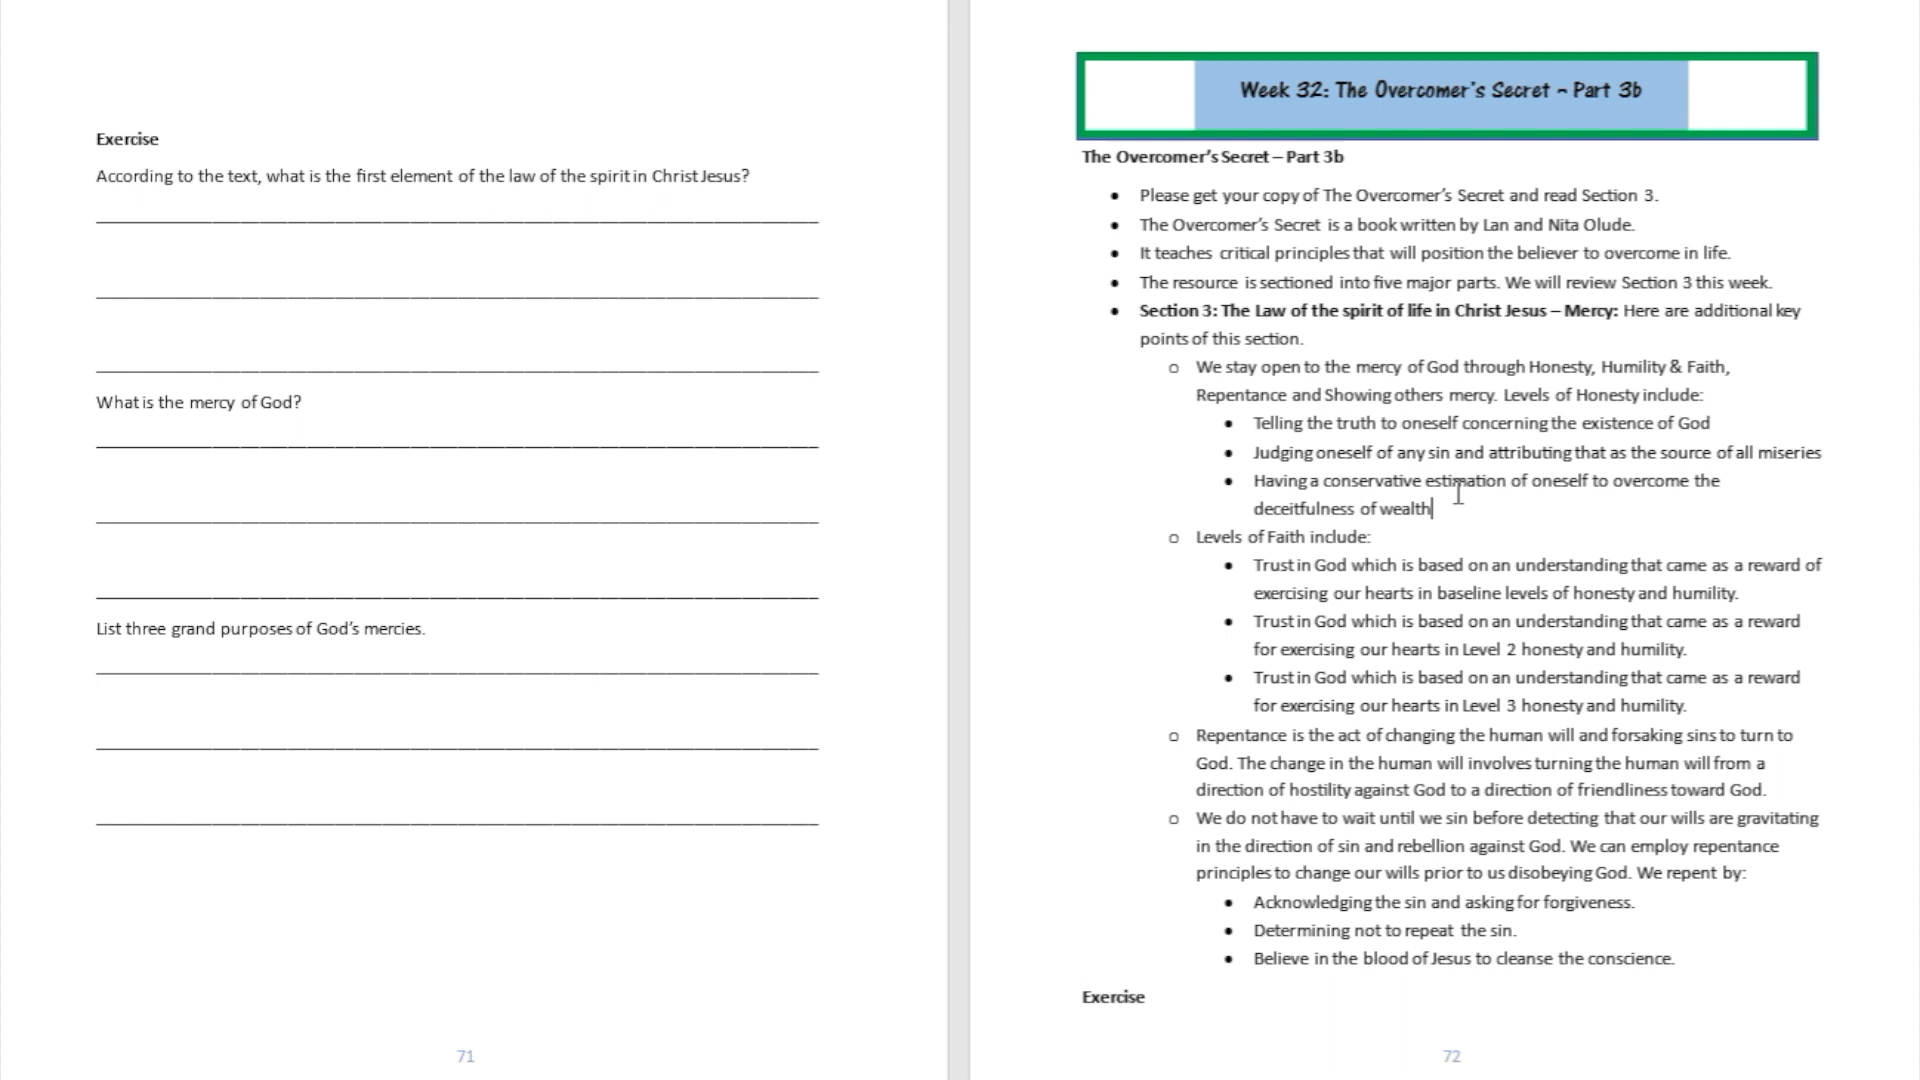 Exercise
According to the text, what is the first element of the law of the spirit in Christ Jesus?
What is the mercy of God?
List three grand purposes of God's mercies.
71
Week 32: The Overcomer's Secret - Part 3b
The Overcomer's Secret – Part 3b
• Please get your copy of The Overcomer's Secret and read Section 3.
• The Overcomer's Secret is a book written by Lan and Nita Olude.
• It teaches critical principles that will position the believer to overcome in life.
• The resource is sectioned into five major parts. We will review Section 3 this week.
• Section 3: The Law of the spirit of life in Christ Jesus – Mercy: Here are additional key
points of this section.
o We stay open to the mercy of God through Honesty, Humility & Faith,
Repentance and Showing others mercy. Levels of Honesty include:
• Telling the truth to oneself concerning the existence of God
• Judging oneself of any sin and attributing that as the source of all miseries
• Having a conservative estimation of oneself to overcome the
deceitfulness of wealth
o Levels of Faith include:
• Trust in God which is based on an understanding that came as a reward of
exercising our hearts in baseline levels of honesty and humility.
• Trust in God which is based on an understanding that came as a reward
for exercising our hearts in Level 2 honesty and humility.
• Trust in God which is based on an understanding that came as a reward
for exercising our hearts in Level 3 honesty and humility.
o Repentance is the act of changing the human will and forsaking sins to turn to
God. The change in the human will involves turning the human will from a
direction of hostility against God to a direction of friendliness toward God.
o We do not have to wait until we sin before detecting that our wills are gravitating
in the direction of sin and rebellion against God. We can employ repentance
principles to change our wills prior to us disobeying God. We repent by:
• Acknowledging the sin and asking for forgiveness.
• Determining not to repeat the sin.
• Believe in the blood of Jesus to cleanse the conscience.
Exercise
72